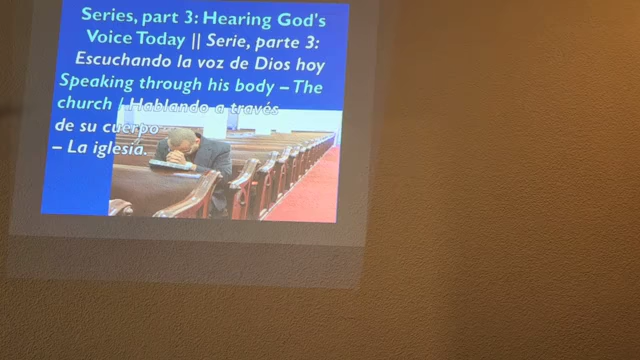 Series, part 3: Hearing God's
Voice Today || Serie, parte 3:
Escuchando la voz de Dios hoy
Speaking through his body – The
church / Hablando a través
de su cuerpo
– La iglesia.